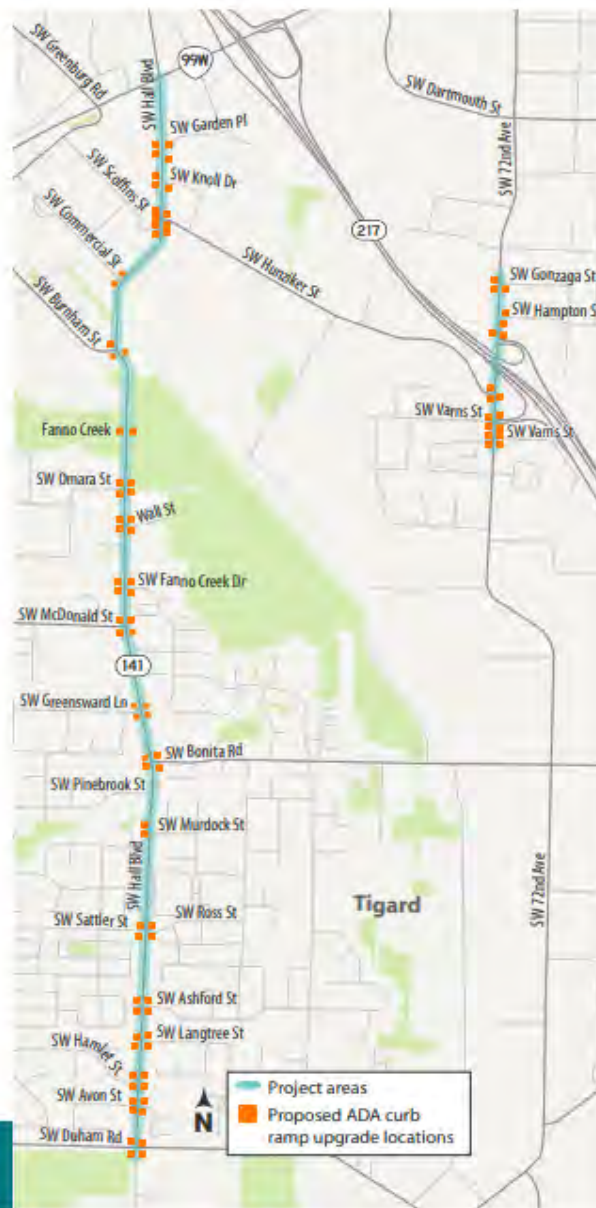 SW Greenburg Rd
99W
SW Hall Blvd
SW Dartmouth St
SW 72nd Ave
SW Garden Pl
SW Scoffins St
SW Knoll Dr
217
SW Commercial St
SW Hunziker St
SW Gonzaga St
SW Hampton S
SW Burnham St
SW Varns St
SW Varns St
Fanno Creek
SW Omara St
Wall St
SW Fanno Creek Dr
SW McDonald St
141
SW Greensward Ln
SW Bonita Rd
SW Pinebrook St
SW Murdock St
SW Hall Blvd
SW Sattler St
SW Ross St
Tigard
SW 72nd Ave
SW Ashford St
SW Langtree St
SW Hamlet St
SW Avon St
SW Duham Rd
N
Project areas
Proposed ADA curb
ramp upgrade locations